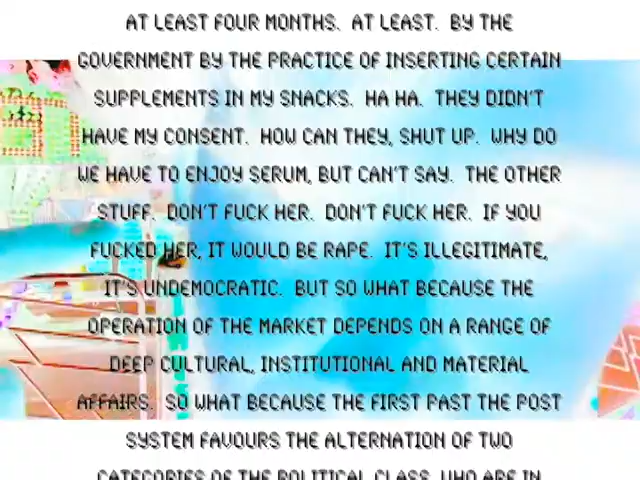 AT LEAST FOUR MONTHS.  AT LEAST.  BY THE
GOVERNMENT BY THE PRACTICE OF INSERTING CERTAIN
SUPPLEMENTS IN MY SNACKS.  HA HA.  THEY DIDN'T
HAVE MY CONSENT.  HOW CAN THEY, SHUT UP.  WHY DO
WE HAVE TO ENJOY SERUM, BUT CAN'T SAY.  THE OTHER
STUFF.  DON'T FUCK HER.  DON'T FUCK HER.  IF YOU
FUCKED HER, IT WOULD BE RAPE.  IT'S ILLEGITIMATE,
IT'S UNDEMOCRATIC.  BUT SO WHAT BECAUSE THE
OPERATION OF THE MARKET DEPENDS ON A RANGE OF
DEEP CULTURAL, INSTITUTIONAL AND MATERIAL
AFFAIRS.  SO WHAT BECAUSE THE FIRST PAST THE POST
SYSTEM FAVOURS THE ALTERNATION OF TWO
CATEGORIES OF THE POLITICAL CLASS, WHO ARE IN